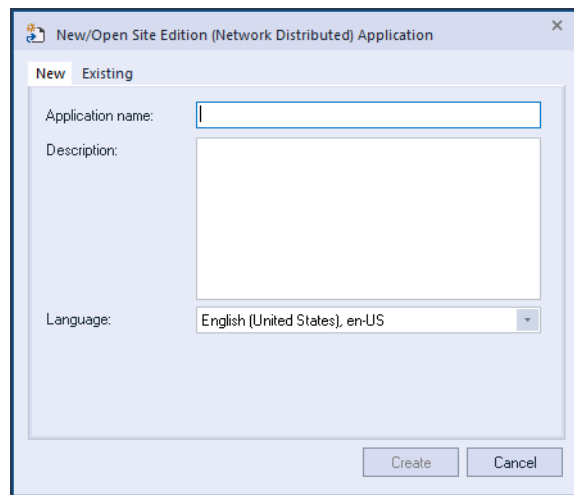 New/Open Site Edition (Network Distributed) Application
New Existing
Application name:
Description:
Language: English (United States), en-US
Create Cancel